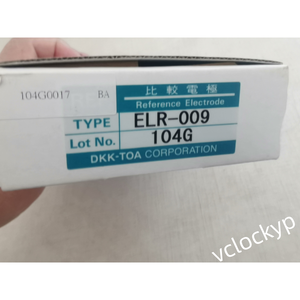 104G0017 BA
比較電極
Reference Electrode
TYPE ELR-009
Lot No. 104G
DKK-TOA CORPORATION
vclockyp